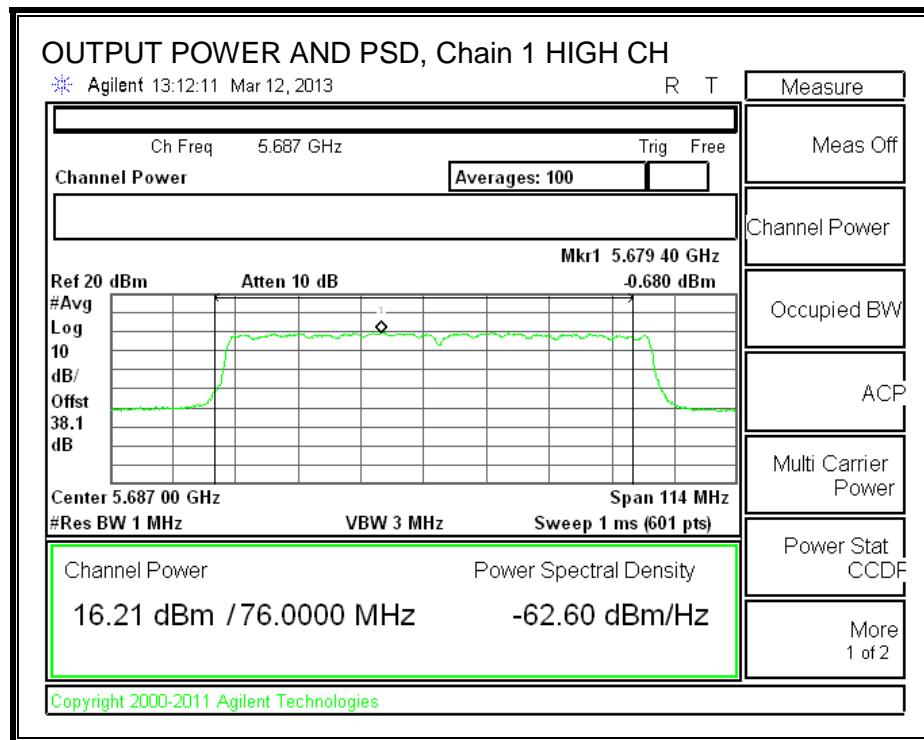 OUTPUT POWER AND PSD, Chain 1 HIGH CH
Agilent 13:12:11 Mar 12, 2013 R T
Measure
Ch Freq 5.687 GHz Trig Free
Meas Off
Channel Power Averages: 100
Channel Power
Mkr1 5.679 40 GHz
Ref 20 dBm Atten 10 dB -0.680 dBm
#Avg
Log
10
dB/
Offst
38.1
dB
1
Occupied BW
ACP
Center 5.687 00 GHz Span 114 MHz
#Res BW 1 MHz VBW 3 MHz Sweep 1 ms (601 pts)
Multi Carrier
Power
Channel Power Power Spectral Density
16.21 dBm / 76.0000 MHz -62.60 dBm/Hz
Power Stat
CCDF
More
1 of 2
Copyright 2000-2011 Agilent Technologies